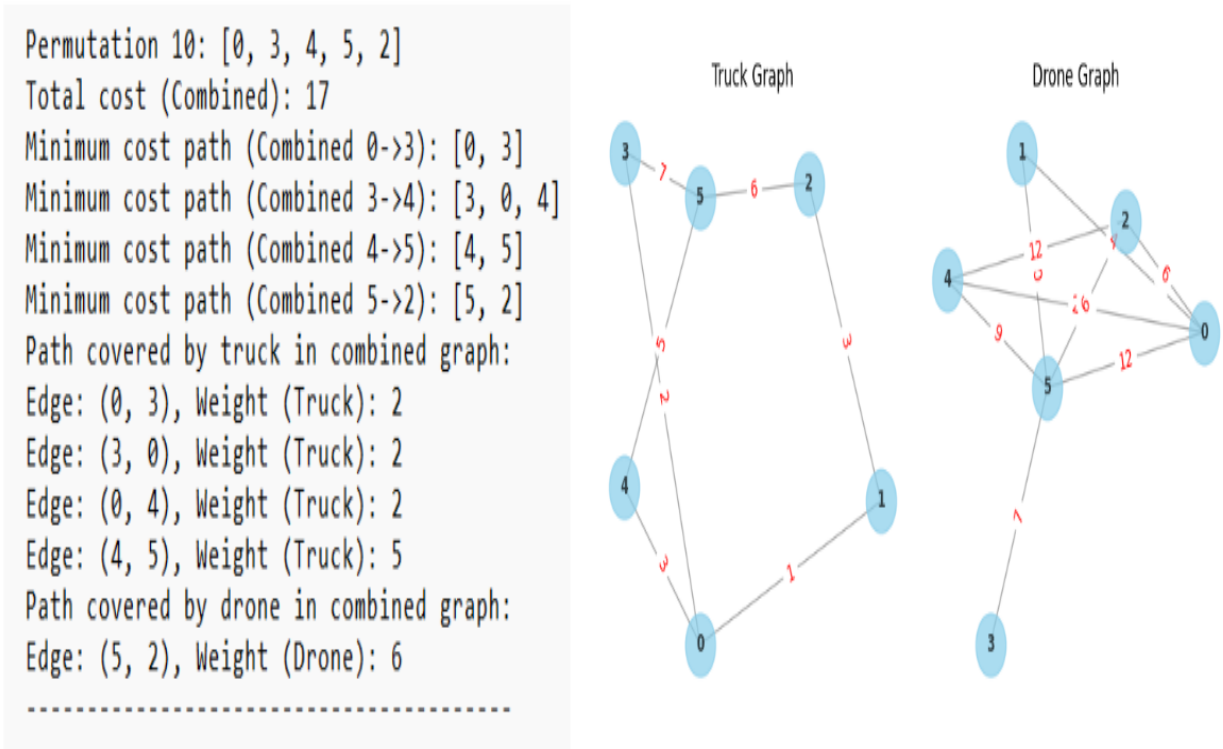 Permutation 10: [0, 3, 4, 5, 2]
Total cost (Combined): 17
Minimum cost path (Combined 0->3): [0, 3]
Minimum cost path (Combined 3->4): [3, 0, 4]
Minimum cost path (Combined 4->5): [4, 5]
Minimum cost path (Combined 5->2): [5, 2]
Path covered by truck in combined graph:
Edge: (0, 3), Weight (Truck): 2
Edge: (3, 0), Weight (Truck): 2
Edge: (0, 4), Weight (Truck): 2
Edge: (4, 5), Weight (Truck): 5
Path covered by drone in combined graph:
Edge: (5, 2), Weight (Drone): 6
----------------------------------------
Truck Graph
3
7
5
6
2
5
2
3
4
3
1
1
0
Drone Graph
1
2
12
6
4
6
9
0
12
5
7
3